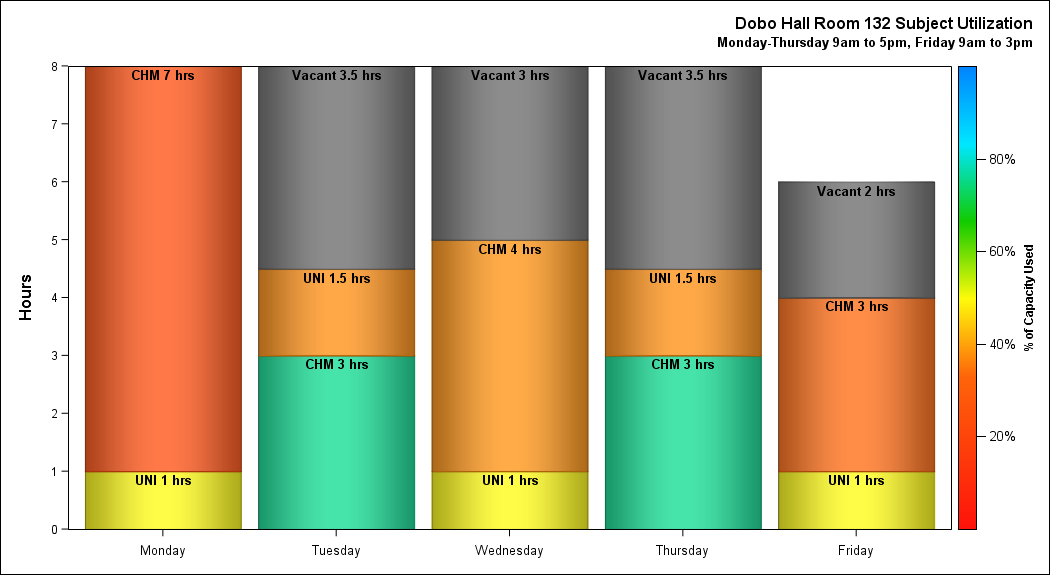 Dobo Hall Room 132 Subject Utilization
Monday-Thursday 9am to 5pm, Friday 9am to 3pm
Hours
8
7
6
5
4
3
2
1
0
CHM 7 hrs
UNI 1 hrs
Vacant 3.5 hrs
UNI 1.5 hrs
CHM 3 hrs
Vacant 3 hrs
CHM 4 hrs
UNI 1 hrs
Vacant 3.5 hrs
UNI 1.5 hrs
CHM 3 hrs
Vacant 2 hrs
CHM 3 hrs
UNI 1 hrs
Monday
Tuesday
Wednesday
Thursday
Friday
80%
60%
40%
20%
% of Capacity Used